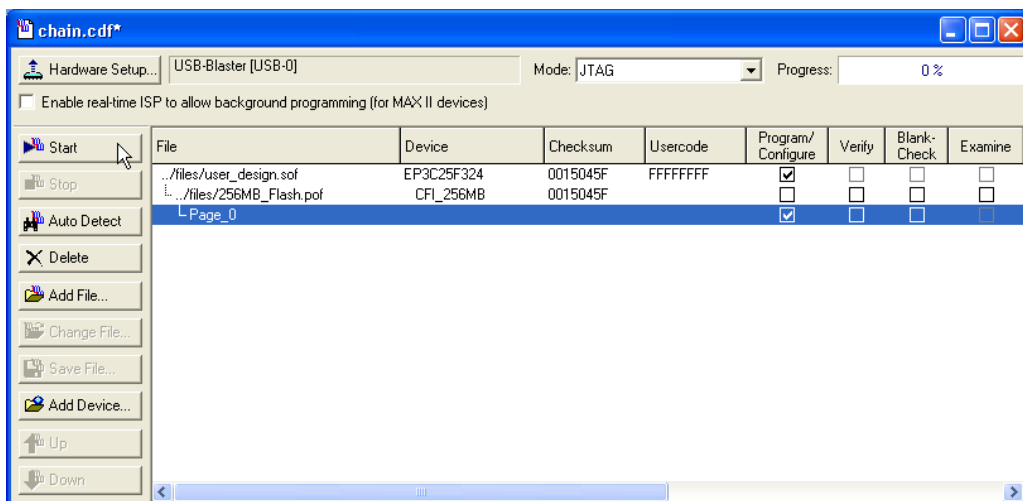 chain.cdf*
Hardware Setup... USB-Blaster [USB-0] Mode: JTAG Progress: 0 %
Enable real-time ISP to allow background programming (for MAX II devices)
Start
Stop
Auto Detect
Delete
Add File...
Change File...
Save File...
Add Device...
Up
Down
File Device Checksum Usercode Program/ Configure Verify Blank- Check Examine
../files/user_design.sof EP3C25F324 0015045F FFFFFFFF
../files/256MB_Flash.pof CFI_256MB 0015045F
Page_0